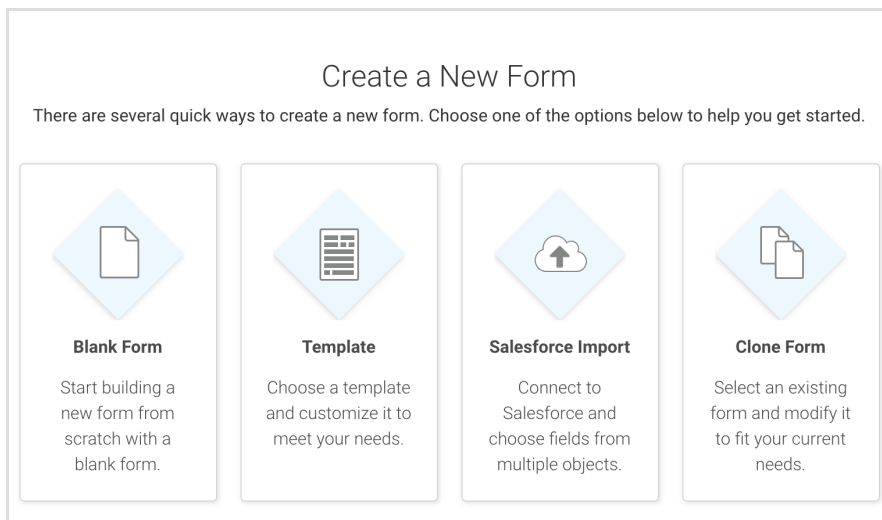 Create a New Form
There are several quick ways to create a new form. Choose one of the options below to help you get started.
Blank Form
Start building a
new form from
scratch with a
blank form.
Template
Choose a template
and customize it to
meet your needs.
Salesforce Import
Connect to
Salesforce and
choose fields from
multiple objects.
Clone Form
Select an existing
form and modify it
to fit your current
needs.